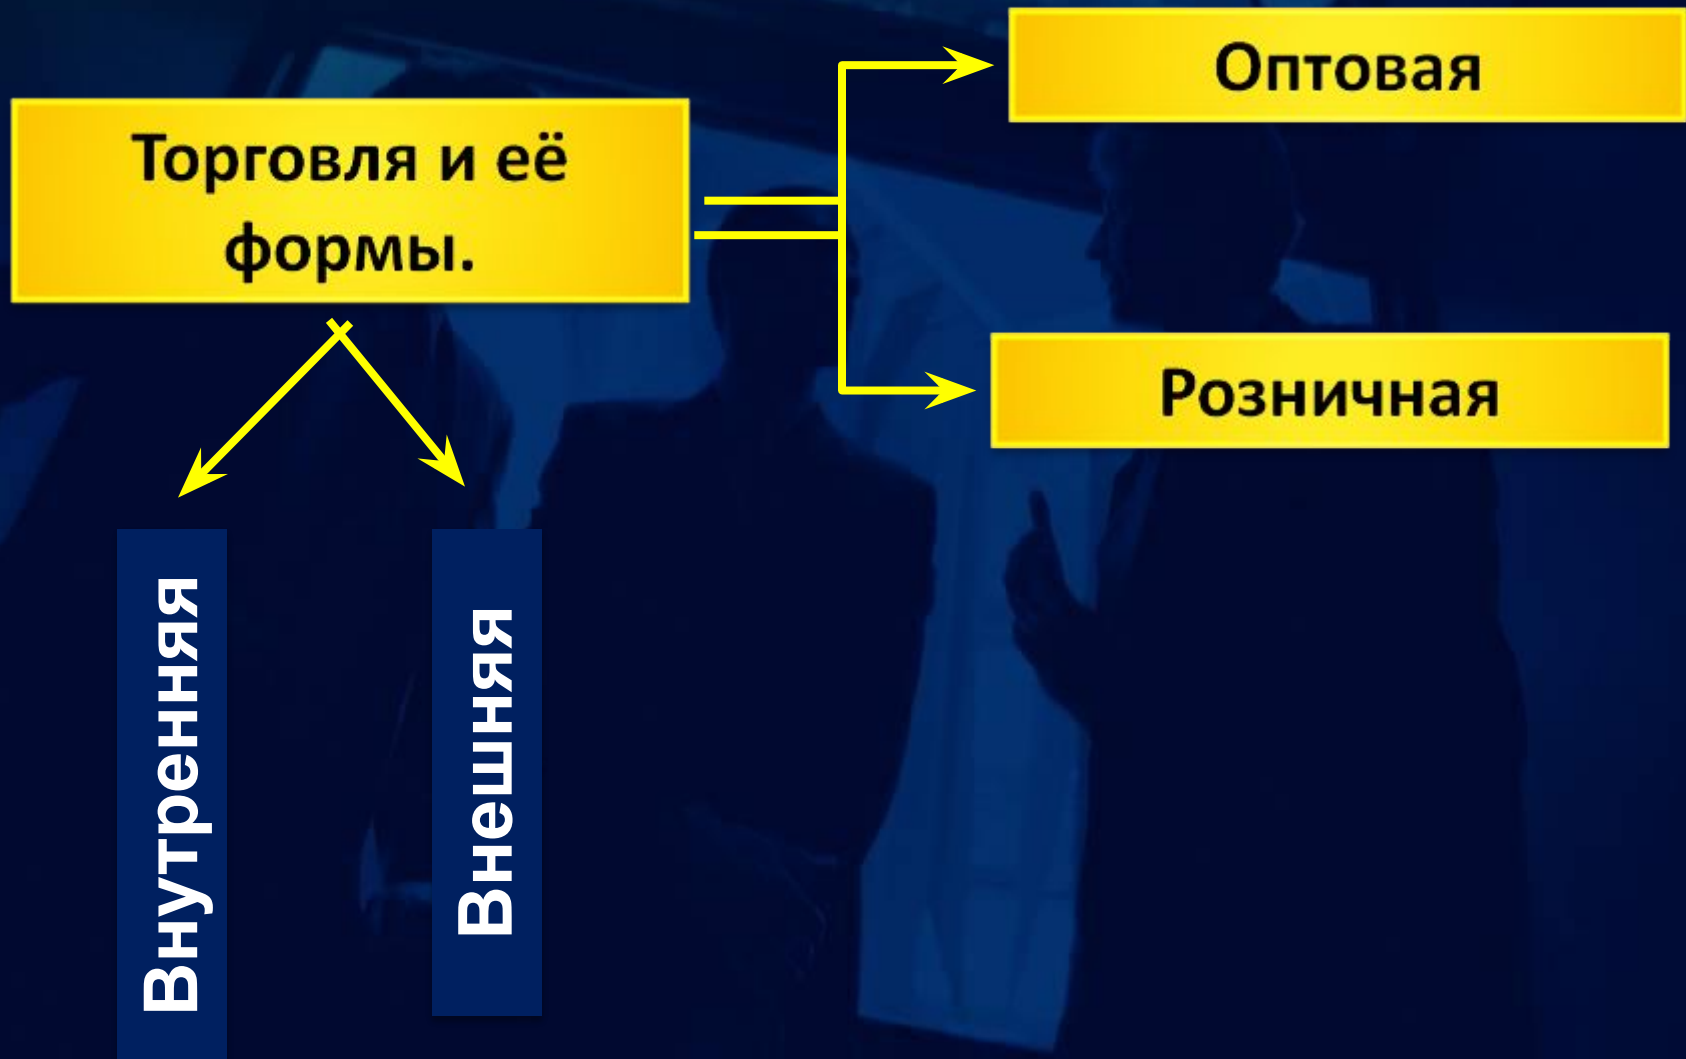 Торговля и её
формы.
Оптовая
Розничная
Внутренняя
Внешняя